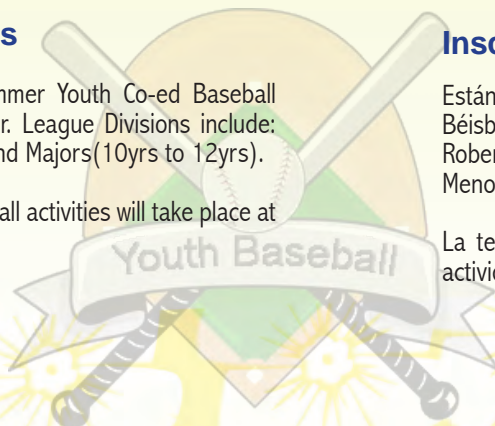 s
mmer Youth Co-ed Baseball
r. League Divisions include:
nd Majors(10yrs to 12yrs).
all activities will take place at
Youth Baseball
Insc
Están
Béisb
Rober
Meno
La te
activid